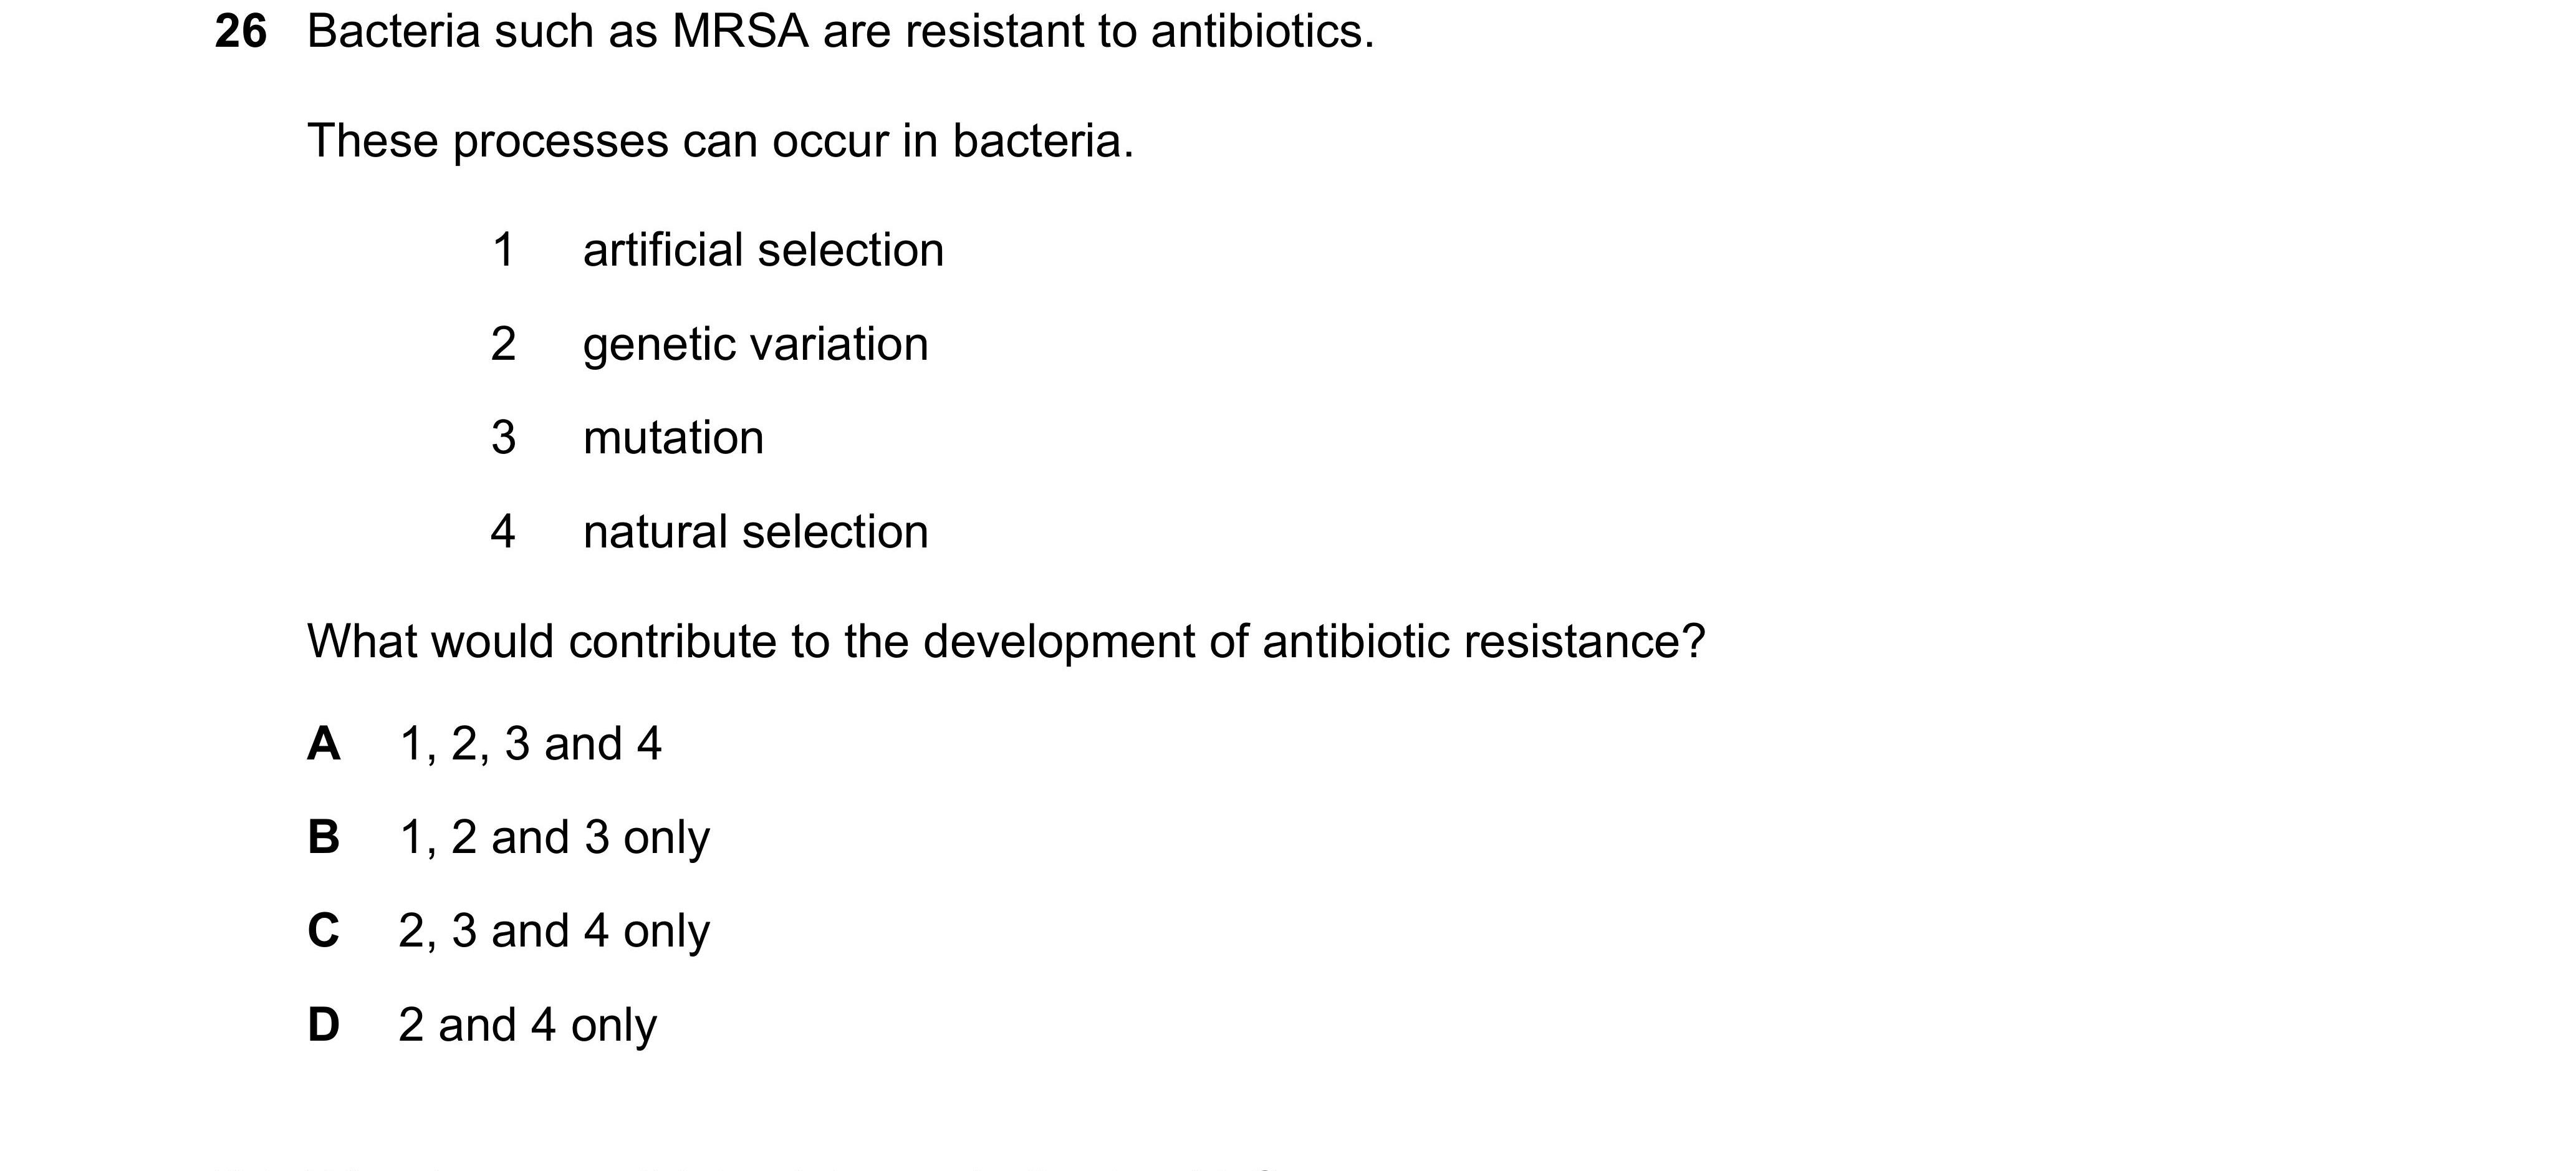 26 Bacteria such as MRSA are resistant to antibiotics.
These processes can occur in bacteria.
1 artificial selection
2 genetic variation
3 mutation
4 natural selection
What would contribute to the development of antibiotic resistance?
A 1, 2, 3 and 4
B 1, 2 and 3 only
C 2, 3 and 4 only
D 2 and 4 only